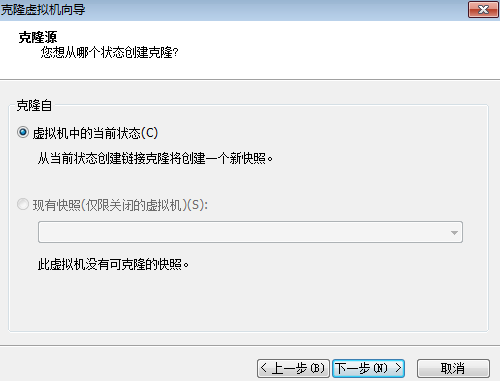 克隆虚拟机向导
克隆源
您想从哪个状态创建克隆?
克隆自
虚拟机中的当前状态(C)
从当前状态创建链接克隆将创建一个新快照。
现有快照(仅限关闭的虚拟机)(S):
此虚拟机没有可克隆的快照。
< 上一步(B) 下一步(N) > 取消